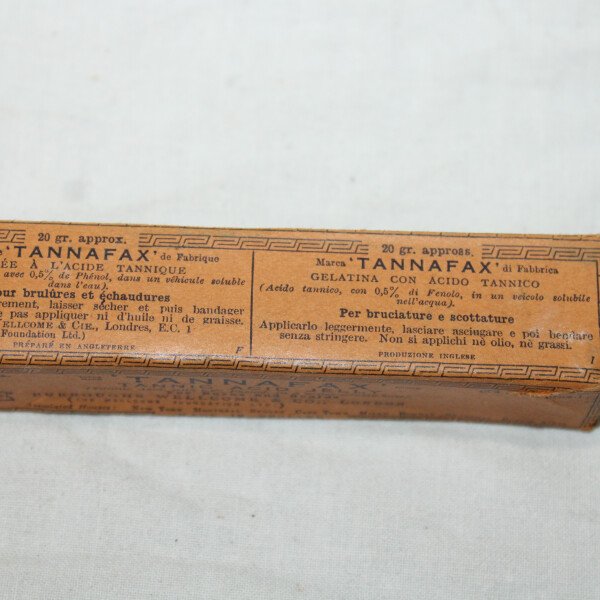 20 gr. approx.
'TANNAFAX' de Fabrique
ÉE À L'ACIDE TANNIQUE
avec 0,5% de Phénol, dans un véhicule soluble
dans l'eau).
our brulûres et échaudures
rement, laisser sécher et puis bandager
e pas appliquer ni d'huile ni de graisse.
ELLCOME & CIE., Londres, E.C. 1
Foundation Ltd.)
PRÉPARÉ EN ANGLETERRE F
20 gr. appross.
Marca 'TANNAFAX' di Fabbrica
GELATINA CON ÀCIDO TANNICO
(Acido tannico, con 0,5% di Fenolo, in un veicolo solubile
nell'acqua).
Per bruciature e scottature
Applicarlo leggermente, lasciare asciugare e poi bendare
senza stringere. Non si applichi nè olio, nè grassi.
PRODUZIONE INGLESE I
'TANNAFAX'